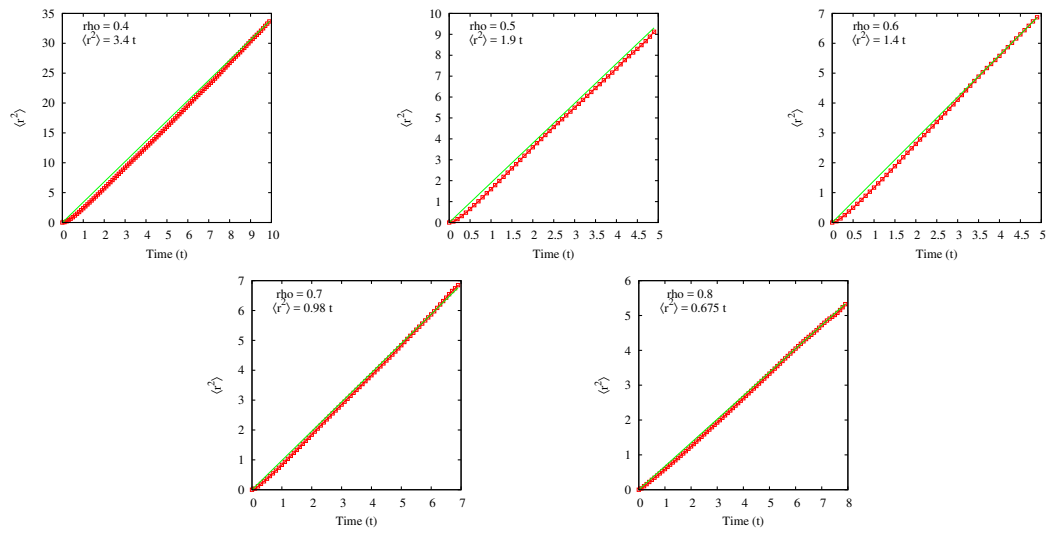 35
30
25
20
15
10
5
0
⟨r²⟩
rho = 0.4
⟨r²⟩ = 3.4 t
0 1 2 3 4 5 6 7 8 9 10
Time (t)
10
9
8
7
6
5
4
3
2
1
0
⟨r²⟩
rho = 0.5
⟨r²⟩ = 1.9 t
0 0.5 1 1.5 2 2.5 3 3.5 4 4.5 5
Time (t)
7
6
5
4
3
2
1
0
⟨r²⟩
rho = 0.6
⟨r²⟩ = 1.4 t
0 0.5 1 1.5 2 2.5 3 3.5 4 4.5 5
Time (t)
7
6
5
4
3
2
1
0
⟨r²⟩
rho = 0.7
⟨r²⟩ = 0.98 t
0 1 2 3 4 5 6 7
Time (t)
6
5
4
3
2
1
0
⟨r²⟩
rho = 0.8
⟨r²⟩ = 0.675 t
0 1 2 3 4 5 6 7 8
Time (t)